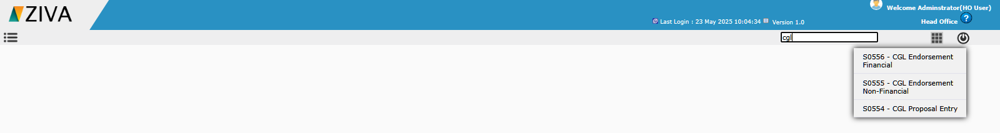 ZIVA
Welcome Adminstrator(HO User)
Last Login : 23 May 2025 10:04:34 Version 1.0
Head Office ?
cgl
S0556 - CGL Endorsement
Financial
S0555 - CGL Endorsement
Non-Financial
S0554 - CGL Proposal Entry